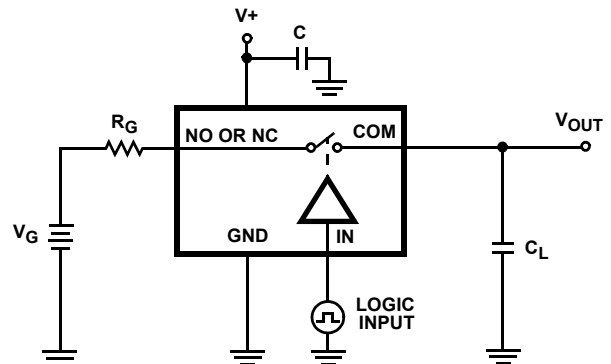 V+
C
RG
NO OR NC
COM
VOUT
VG
GND
IN
CL
LOGIC
INPUT